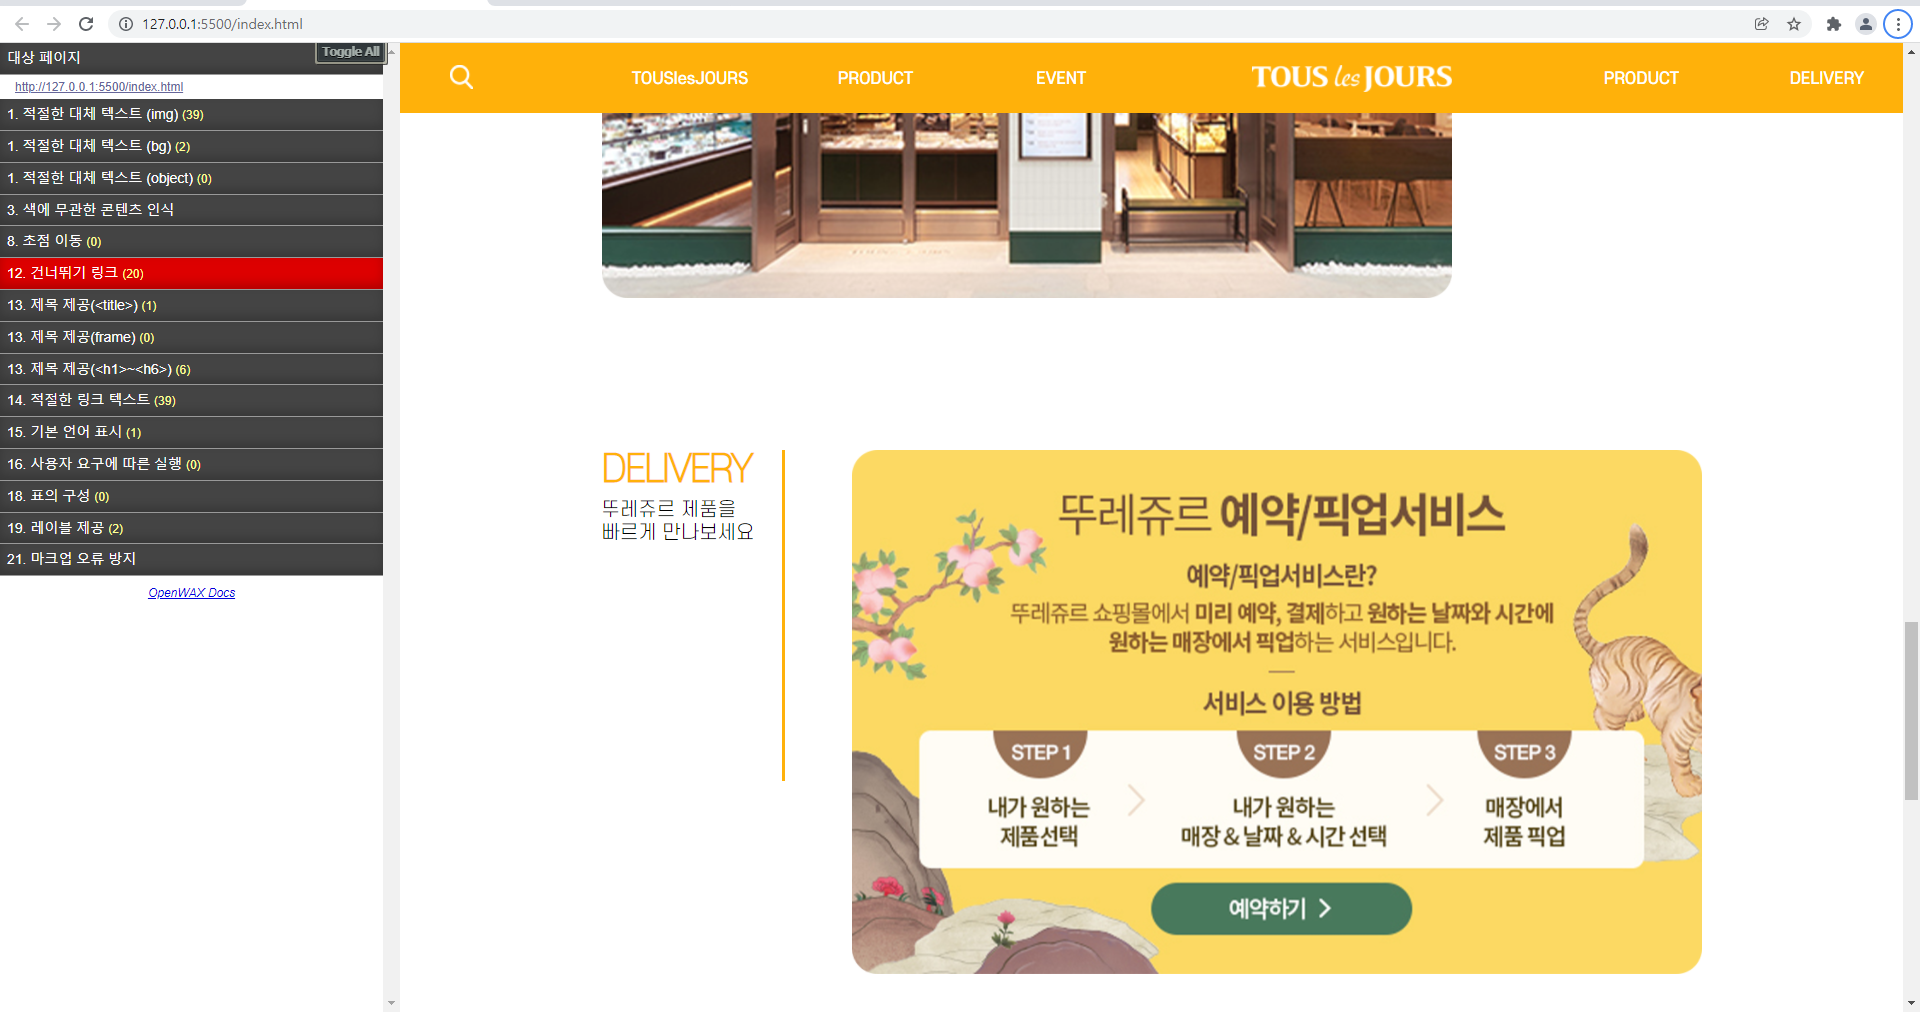 127.0.0.1:5500/index.html
대상 페이지
Toggle All
http://127.0.0.1:5500/index.html
1. 적절한 대체 텍스트 (img) (39)
1. 적절한 대체 텍스트 (bg) (2)
1. 적절한 대체 텍스트 (object) (0)
3. 색에 무관한 콘텐츠 인식
8. 초점 이동 (0)
12. 건너뛰기 링크 (20)
13. 제목 제공(<title>) (1)
13. 제목 제공(frame) (0)
13. 제목 제공(<h1>~<h6>) (6)
14. 적절한 링크 텍스트 (39)
15. 기본 언어 표시 (1)
16. 사용자 요구에 따른 실행 (0)
18. 표의 구성 (0)
19. 레이블 제공 (2)
21. 마크업 오류 방지
OpenWAX Docs
TOUSlesJOURS PRODUCT EVENT TOUS les JOURS PRODUCT DELIVERY
DELIVERY
뚜레쥬르 제품을
빠르게 만나보세요
뚜레쥬르 예약/픽업서비스
예약/픽업서비스란?
뚜레쥬르 쇼핑몰에서 미리 예약, 결제하고 원하는 날짜와 시간에
원하는 매장에서 픽업하는 서비스입니다.
서비스 이용 방법
STEP 1
내가 원하는
제품선택
STEP 2
내가 원하는
매장 & 날짜 & 시간 선택
STEP 3
매장에서
제품 픽업
예약하기